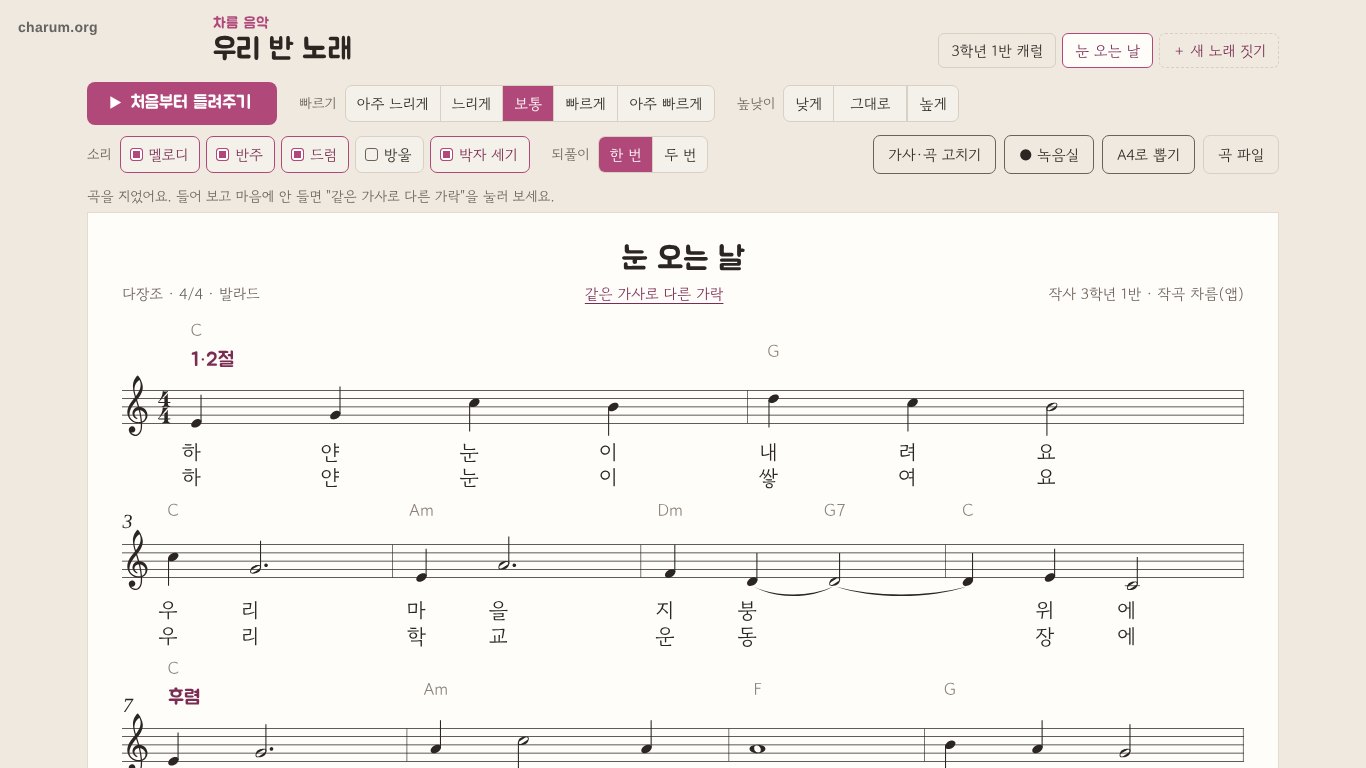 charum.org
차름 음악
우리 반 노래
3학년 1반 캐럴 눈 오는 날 + 새 노래 짓기
▶ 처음부터 들려주기 빠르기 아주 느리게 느리게 보통 빠르게 아주 빠르게 높낮이 낮게 그대로 높게
소리 멜로디 반주 드럼 방울 박자 세기 되풀이 한 번 두 번 가사·곡 고치기 ● 녹음실 A4로 뽑기 곡 파일
곡을 지었어요. 들어 보고 마음에 안 들면 "같은 가사로 다른 가락"을 눌러 보세요.
눈 오는 날
다장조 · 4/4 · 발라드 같은 가사로 다른 가락 작사 3학년 1반 · 작곡 차름(앱)
C
1·2절 G
4
4
하 얀 눈 이 내 려 요
하 얀 눈 이 쌓 여 요
C Am Dm G7 C
3
우 리 마 을 지 붕 위 에
우 리 학 교 운 동 장 에
C
후렴 Am F G
7